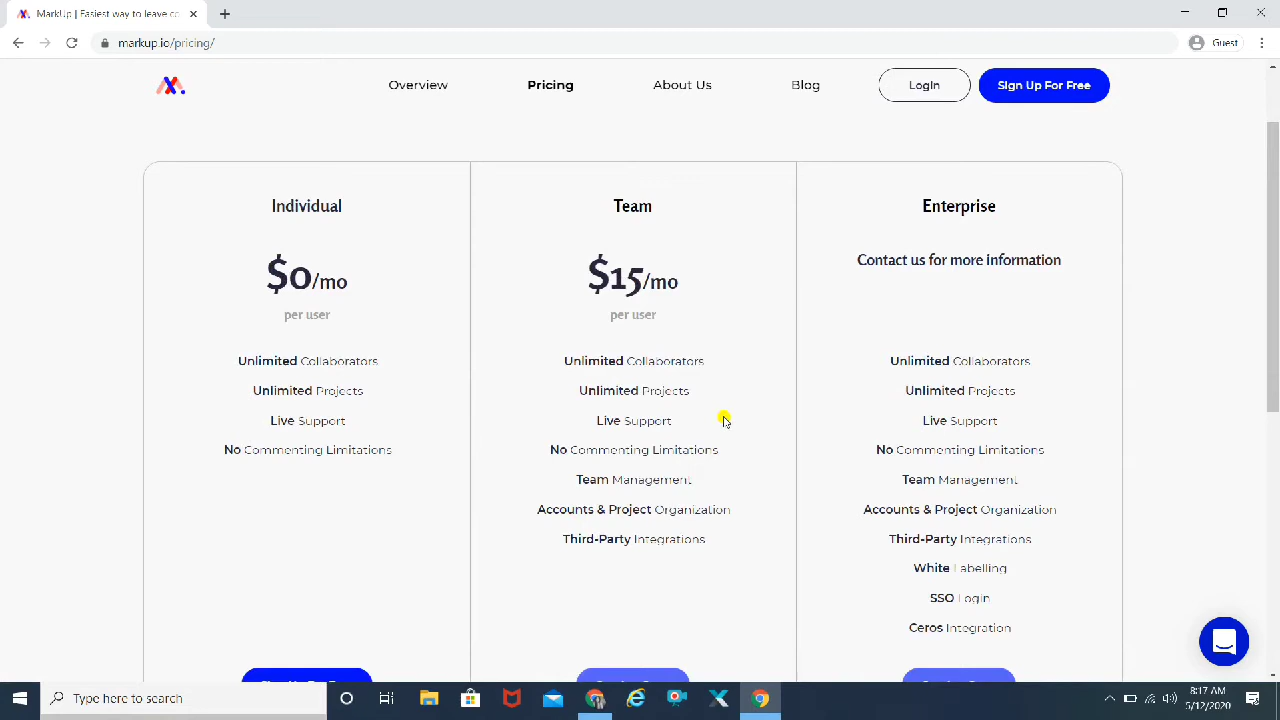 MarkUp | Easiest way to leave co
markup.io/pricing/
Guest
Overview
Pricing
About Us
Blog
Login
Sign Up For Free
Individual
$0/mo
per user
Unlimited Collaborators
Unlimited Projects
Live Support
No Commenting Limitations
Team
$15/mo
per user
Unlimited Collaborators
Unlimited Projects
Live Support
No Commenting Limitations
Team Management
Accounts & Project Organization
Third-Party Integrations
Enterprise
Contact us for more information
Unlimited Collaborators
Unlimited Projects
Live Support
No Commenting Limitations
Team Management
Accounts & Project Organization
Third-Party Integrations
White Labelling
SSO Login
Ceros Integration
Type here to search
8:17 AM
5/12/2020